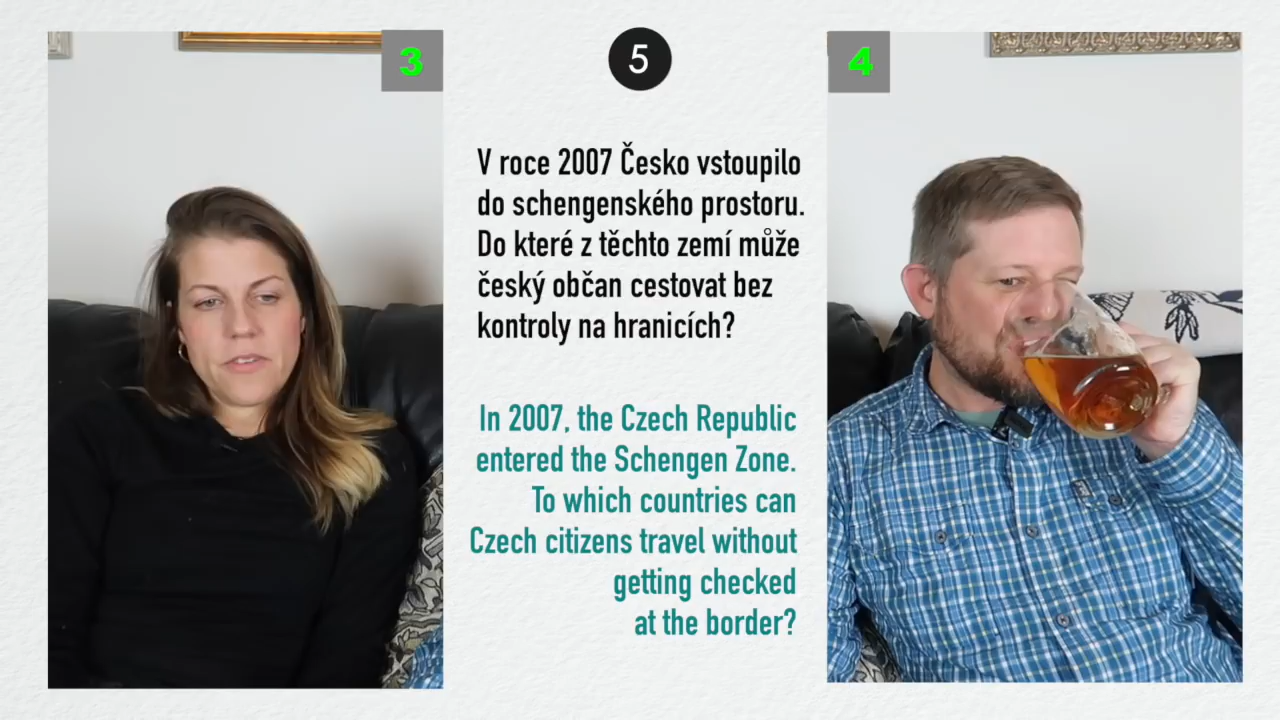 3
5
4
V roce 2007 Česko vstoupilo
do schengenského prostoru.
Do které z těchto zemí může
český občan cestovat bez
kontroly na hranicích?
In 2007, the Czech Republic
entered the Schengen Zone.
To which countries can
Czech citizens travel without
getting checked
at the border?